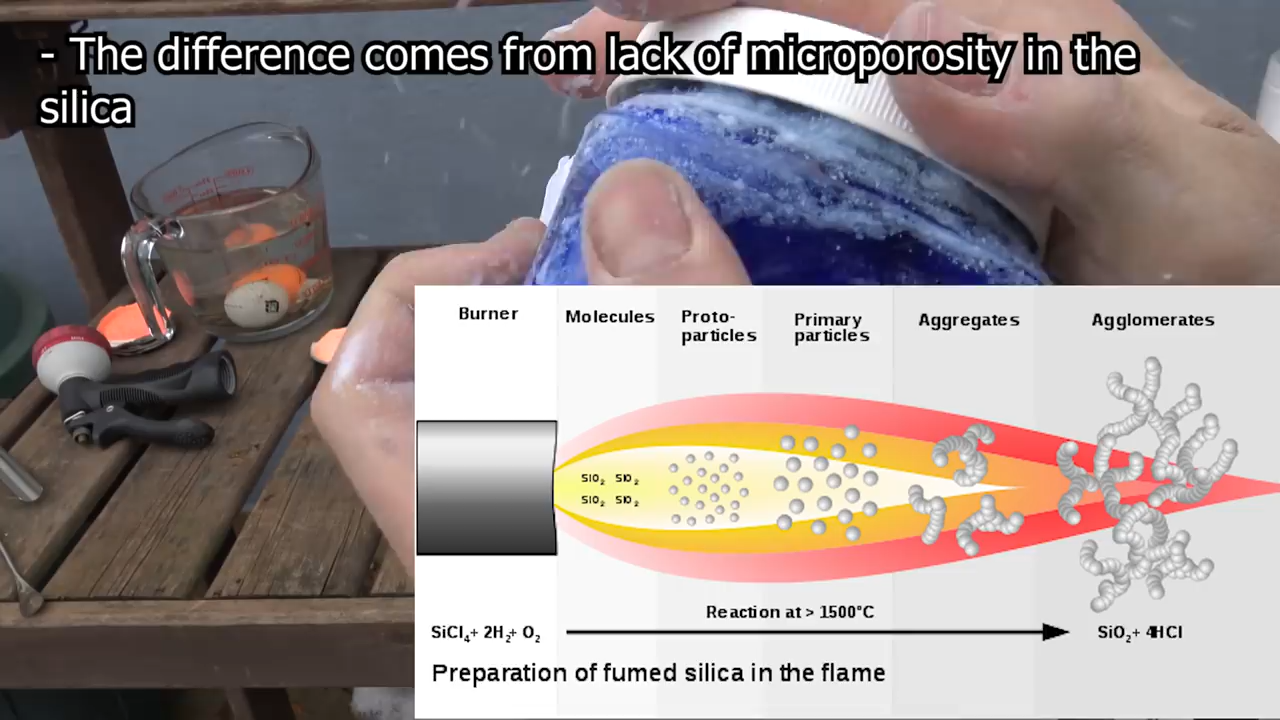 - The difference comes from lack of microporosity in the
silica
Burner
Molecules
Proto-
particles
Primary
particles
Aggregates
Agglomerates
SIO₂ SIO₂
SIO₂ SIO₂
Reaction at > 1500°C
SiCl₄+ 2H₂+ O₂
SiO₂+ 4HCl
Preparation of fumed silica in the flame